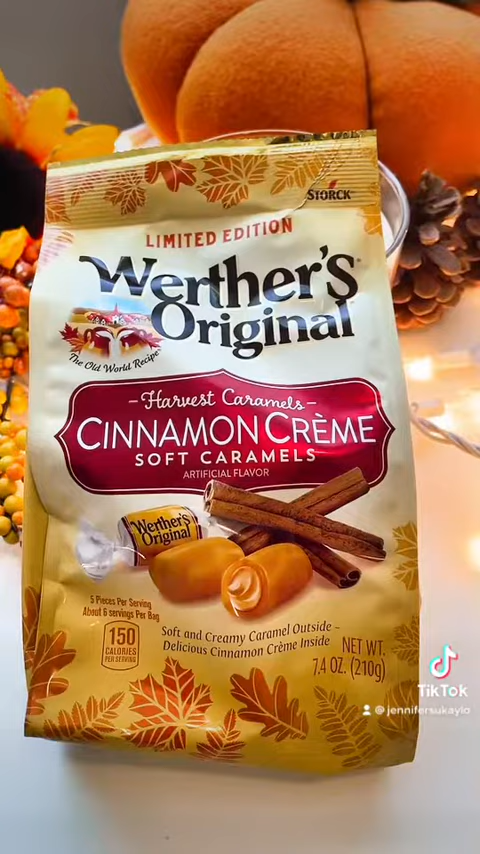 STORCK
LIMITED EDITION
Werther's
Original
The Old World Recipe
–Harvest Caramels–
CINNAMON CRÈME
SOFT CARAMELS
ARTIFICIAL FLAVOR
Werther's
Original
5 Pieces Per Serving
About 6 servings Per Bag
150
CALORIES
PER SERVING
Soft and Creamy Caramel Outside –
Delicious Cinnamon Crème Inside
NET WT.
7.4 OZ. (210g)
TikTok
@jennifersukaylo